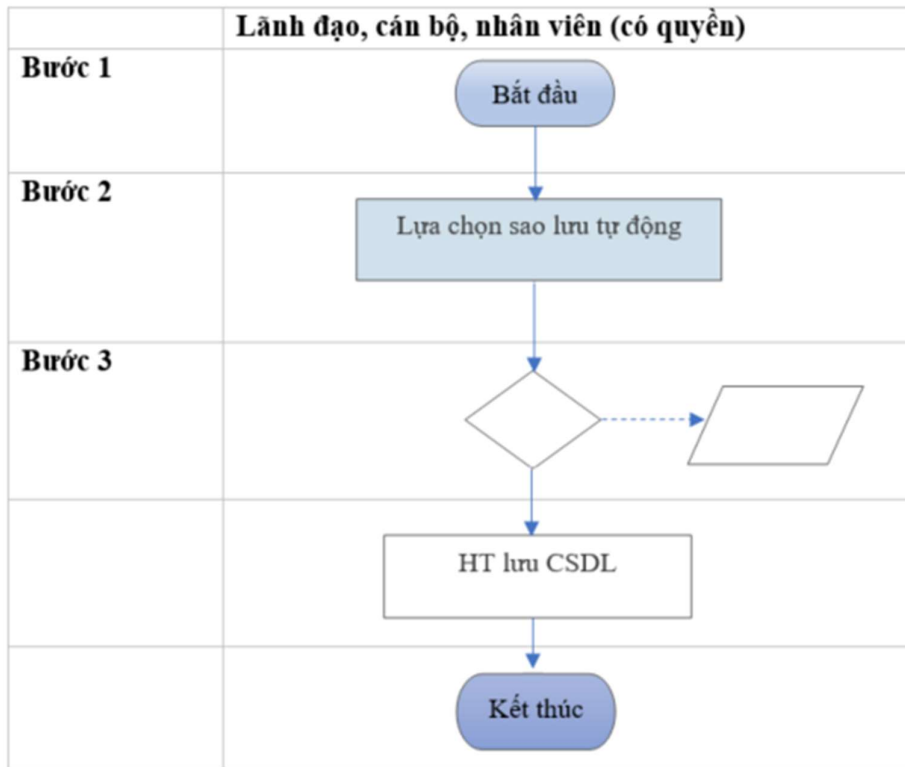 Lãnh đạo, cán bộ, nhân viên (có quyền)
Bước 1
Bắt đầu
Bước 2
Lựa chọn sao lưu tự động
Bước 3
HT lưu CSDL
Kết thúc